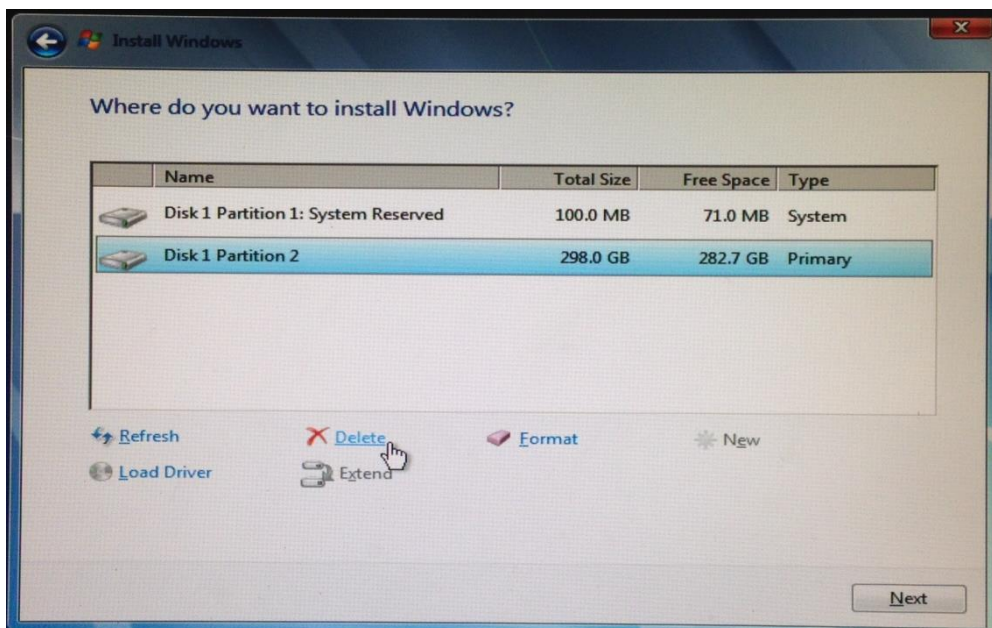 Install Windows
Where do you want to install Windows?
Name Total Size Free Space Type
Disk 1 Partition 1: System Reserved 100.0 MB 71.0 MB System
Disk 1 Partition 2 298.0 GB 282.7 GB Primary
Refresh Delete Format New
Load Driver Extend
Next